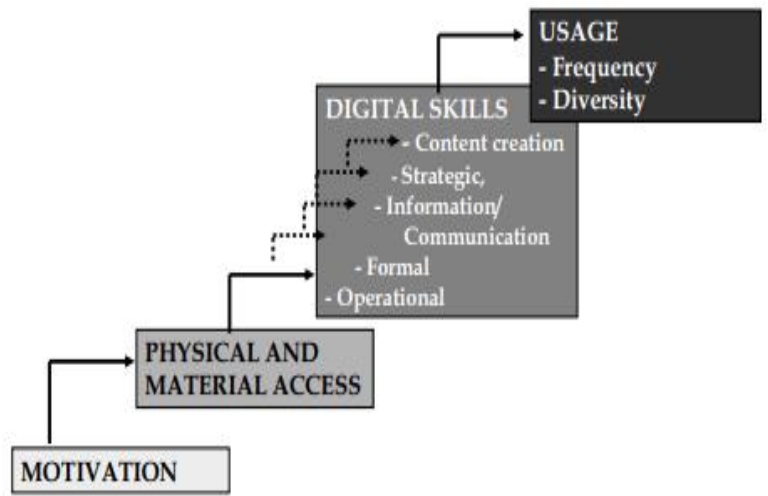 USAGE
- Frequency
- Diversity
DIGITAL SKILLS
- Content creation
- Strategic,
- Information/
Communication
- Formal
- Operational
PHYSICAL AND
MATERIAL ACCESS
MOTIVATION